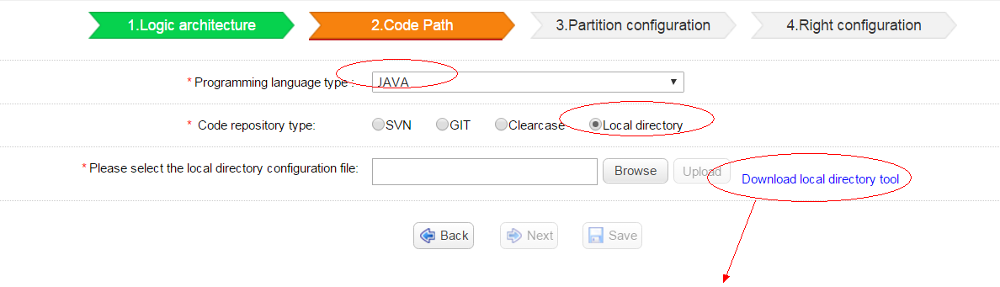 1.Logic architecture 2.Code Path 3.Partition configuration 4.Right configuration
* Programming language type : JAVA
* Code repository type: SVN GIT Clearcase Local directory
* Please select the local directory configuration file: Browse Upload Download local directory tool
Back Next Save